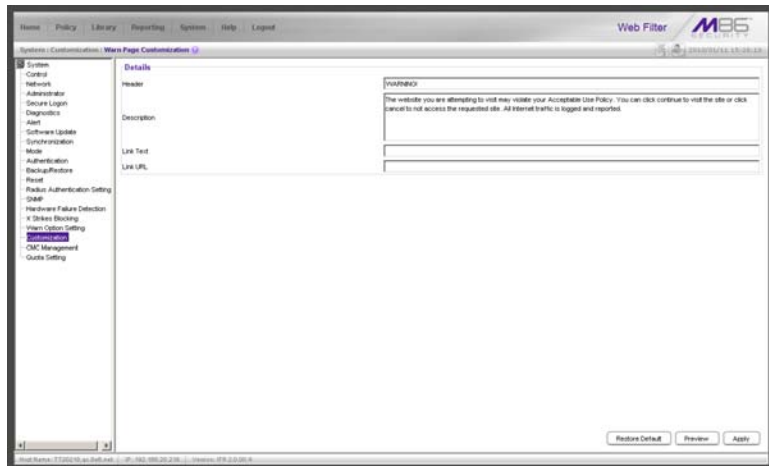 Home Policy Library Reporting System Help Logout
Web Filter
M86 SECURITY
System : Customization : Warn Page Customization
System
Control
Network
Administrator
Secure Logon
Diagnostics
Alert
Software Update
Synchronization
Mode
Authentication
Backup/Restore
Reset
Radius Authentication Setting
SNMP
Hardware Failure Detection
X Strikes Blocking
Warn Option Setting
Customization
CMC Management
Quota Setting
Details
Header
WARNING!
Description
The website you are attempting to visit may violate your Acceptable Use Policy. You can click continue to visit the site or click
cancel to not access the requested site. All Internet traffic is logged and reported.
Link Text
Link URL
Restore Default Preview Apply
Host Name: